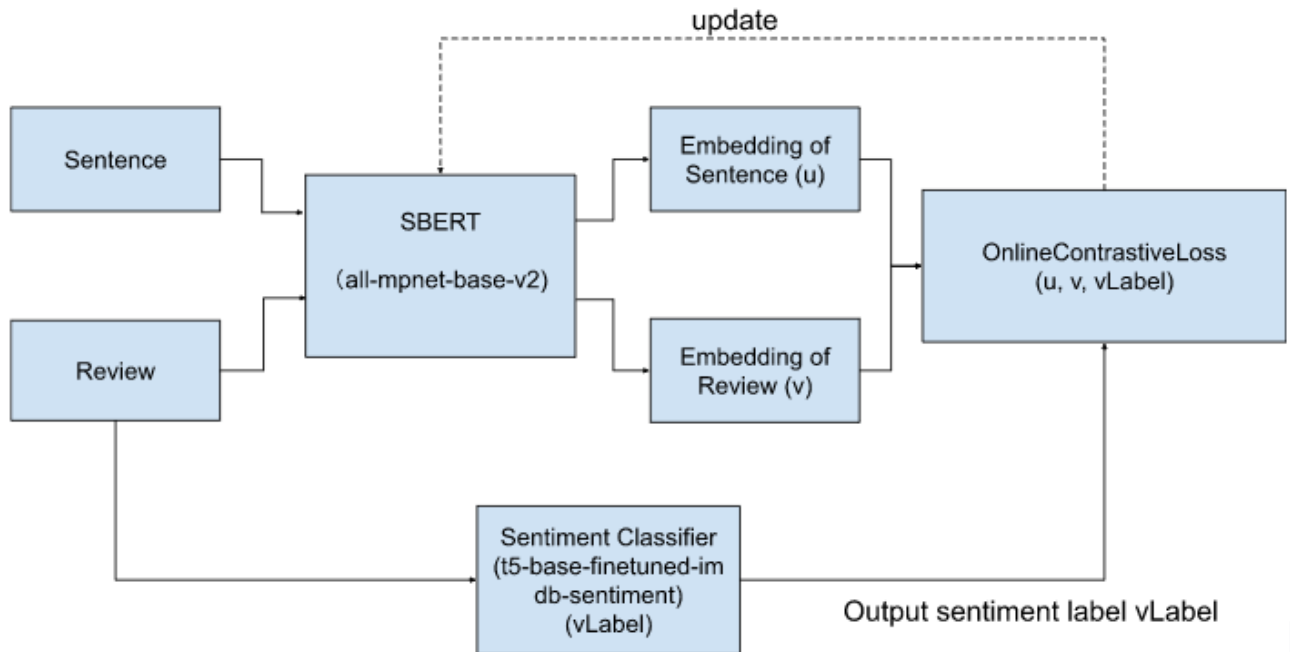 update
Sentence
SBERT
(all-mpnet-base-v2)
Embedding of
Sentence (u)
OnlineContrastiveLoss
(u, v, vLabel)
Review
Embedding of
Review (v)
Sentiment Classifier
(t5-base-finetuned-im
db-sentiment)
(vLabel)
Output sentiment label vLabel